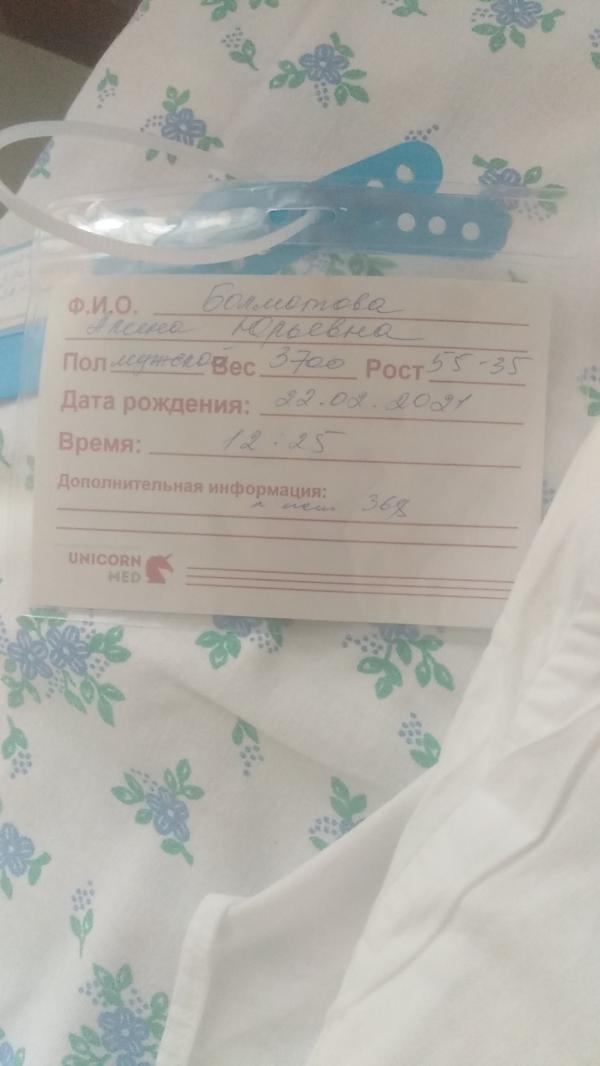 Ф.И.О. Болмотова
Юрьевна
Пол мужской Вес 3700 Рост 55-35
Дата рождения: 22.02.2021
Время: 12:25
Дополнительная информация:
368
UNICORN
MED